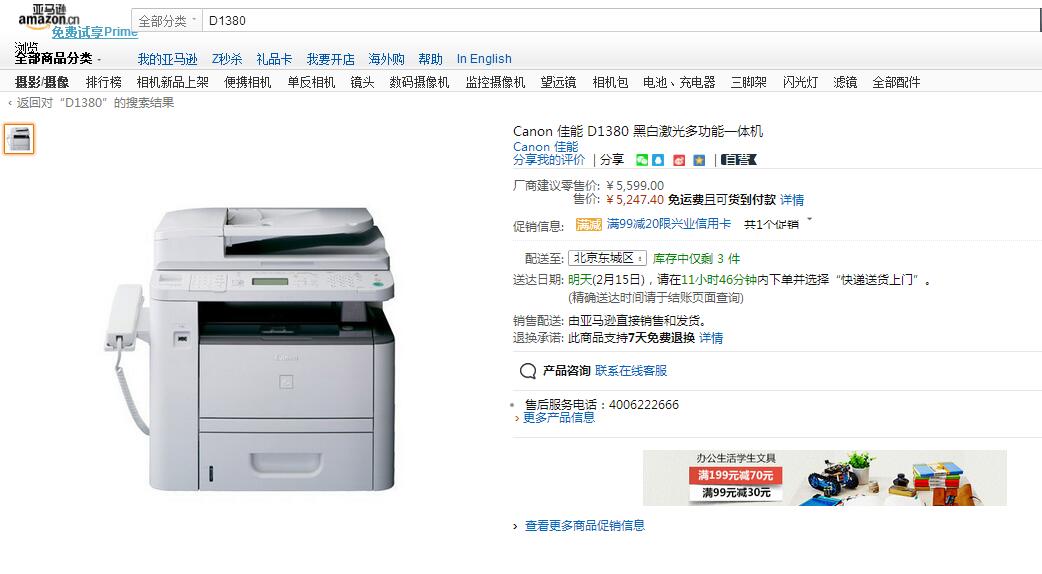 亚马逊
amazon.cn
免费试享Prime
全部分类
D1380
浏览
全部商品分类
我的亚马逊 Z秒杀 礼品卡 我要开店 海外购 帮助 In English
摄影/摄像 排行榜 相机新品上架 便携相机 单反相机 镜头 数码摄像机 监控摄像机 望远镜 相机包 电池、充电器 三脚架 闪光灯 滤镜 全部配件
‹ 返回对“D1380”的搜索结果
Canon 佳能 D1380 黑白激光多功能一体机
Canon 佳能
分享我的评价 | 分享 | 自营
厂商建议零售价: ￥5,599.00
售价: ￥5,247.40 免运费且可货到付款 详情
促销信息: 满减 满99减20限兴业信用卡 共1个促销
配送至: 北京东城区 库存中仅剩 3 件
送达日期: 明天(2月15日)，请在11小时46分钟内下单并选择“快递送货上门”。
(精确送达时间请于结账页面查询)
销售配送: 由亚马逊直接销售和发货。
退换承诺: 此商品支持7天免费退换 详情
产品咨询 联系在线客服
售后服务电话：4006222666
› 更多产品信息
办公生活学生文具
满199元减70元
满99元减30元
› 查看更多商品促销信息
Canon